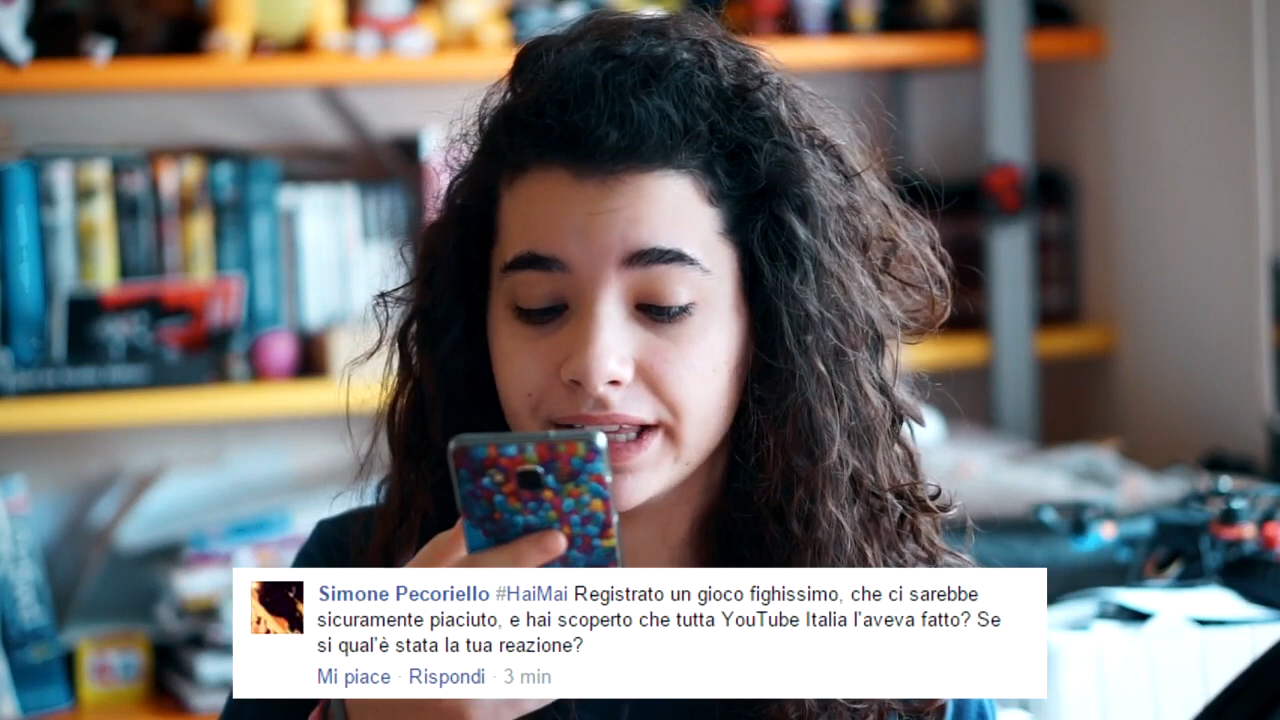 Simone Pecoriello #HaiMai Registrato un gioco fighissimo, che ci sarebbe
sicuramente piaciuto, e hai scoperto che tutta YouTube Italia l'aveva fatto? Se
si qual'è stata la tua reazione?
Mi piace · Rispondi · 3 min